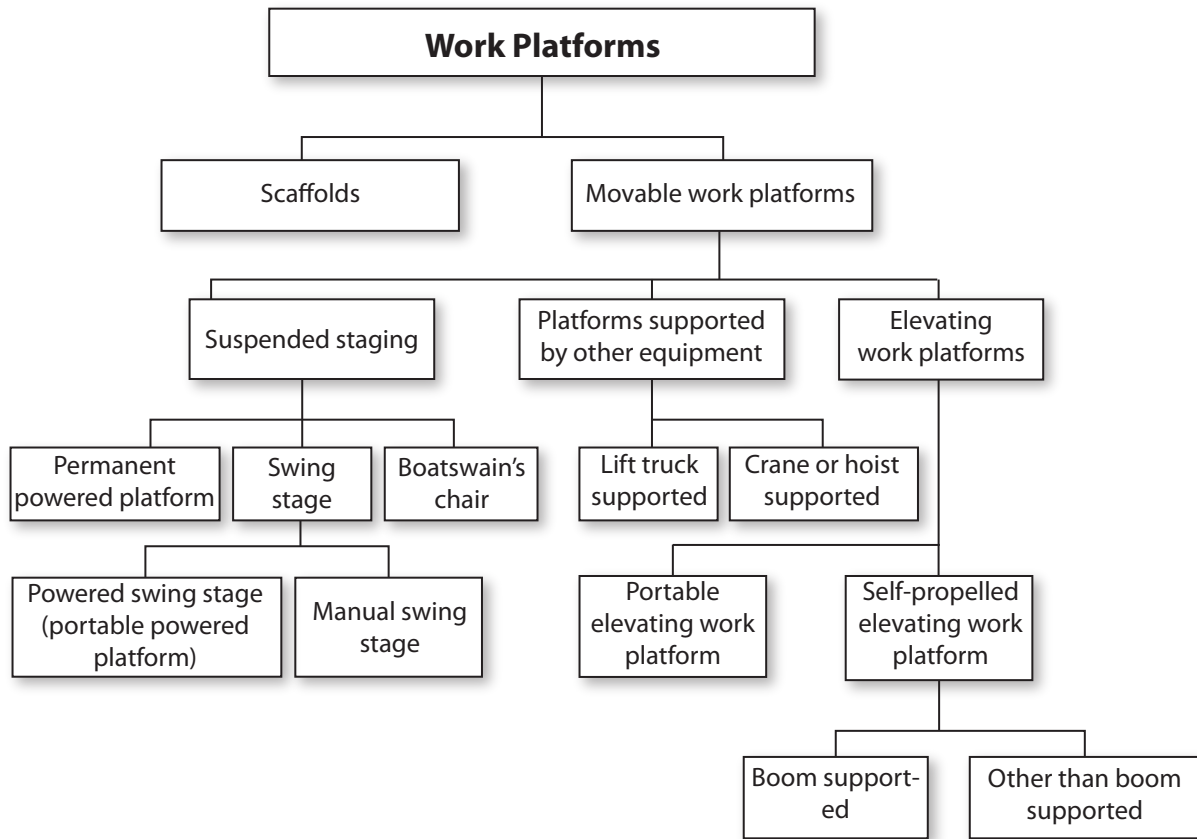 Work Platforms
Scaffolds
Movable work platforms
Suspended staging
Platforms supported
by other equipment
Elevating
work platforms
Permanent
powered platform
Swing
stage
Boatswain’s
chair
Lift truck
supported
Crane or hoist
supported
Powered swing stage
(portable powered
platform)
Manual swing
stage
Portable
elevating work
platform
Self-propelled
elevating work
platform
Boom support-
ed
Other than boom
supported